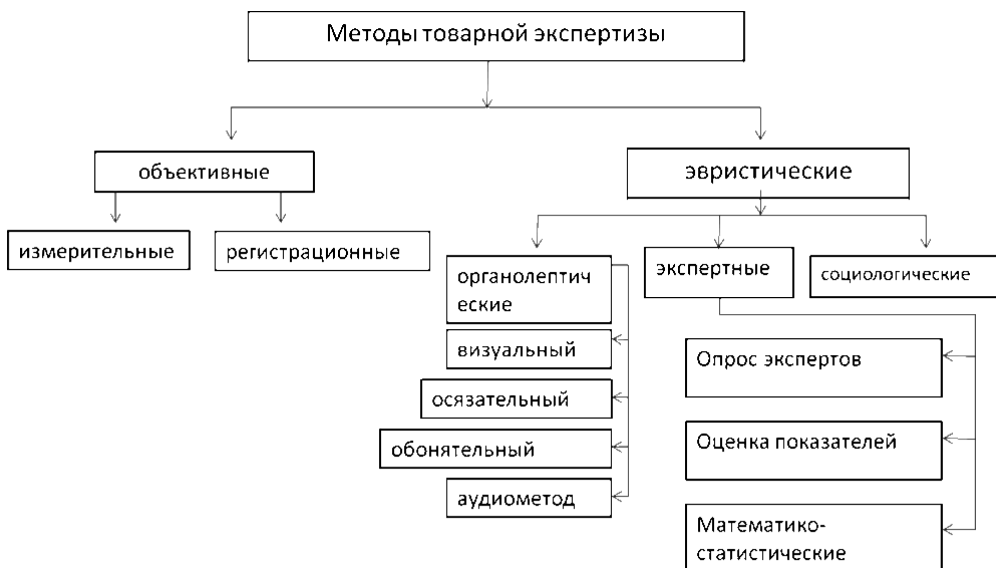 Методы товарной экспертизы
объективные
эвристические
измерительные
регистрационные
органолептич
еские
экспертные
социологические
визуальный
осязательный
обонятельный
аудиометод
Опрос экспертов
Оценка показателей
Математико-
статистические